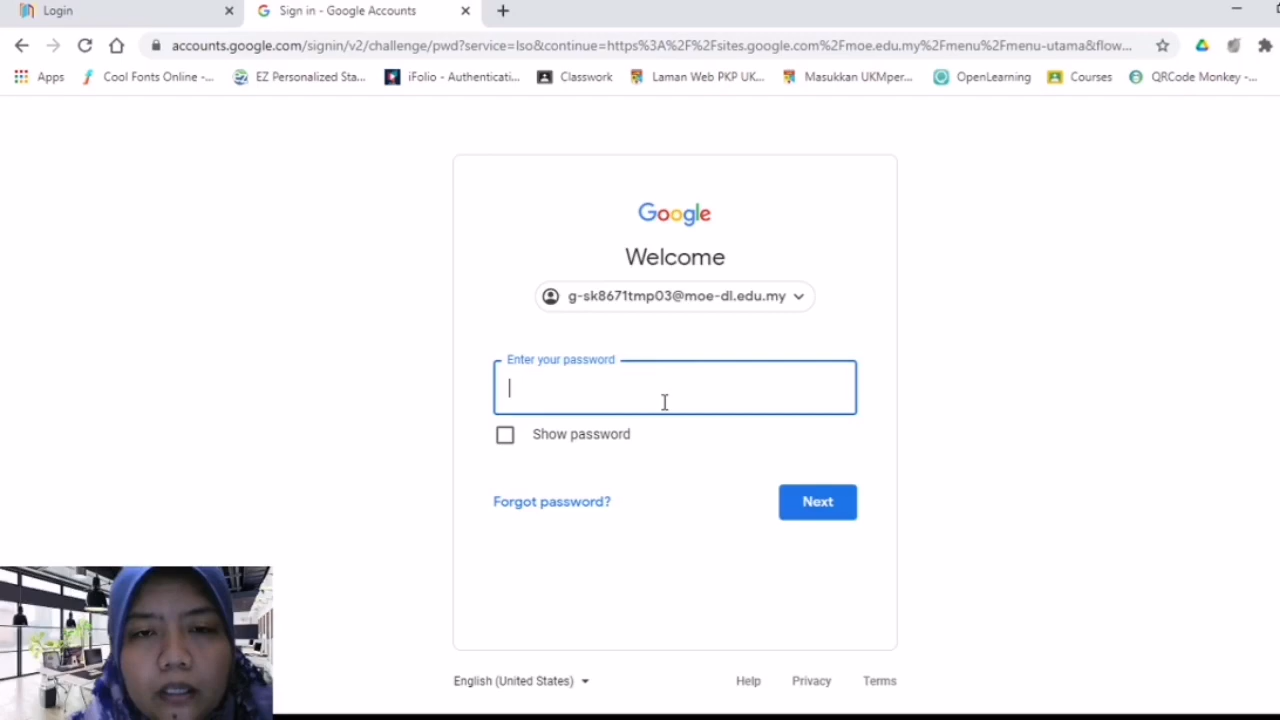 Login
Sign in - Google Accounts
accounts.google.com/signin/v2/challenge/pwd?service=lso&continue=https%3A%2F%2Fsites.google.com%2Fmoe.edu.my%2Fmenu%2Fmenu-utama&flow...
Apps
Cool Fonts Online -...
EZ Personalized Sta...
iFolio - Authenticati...
Classwork
Laman Web PKP UK...
Masukkan UKMper...
OpenLearning
Courses
QRCode Monkey -...
Google
Welcome
g-sk8671tmp03@moe-dl.edu.my
Enter your password
Show password
Forgot password?
Next
English (United States)
Help
Privacy
Terms